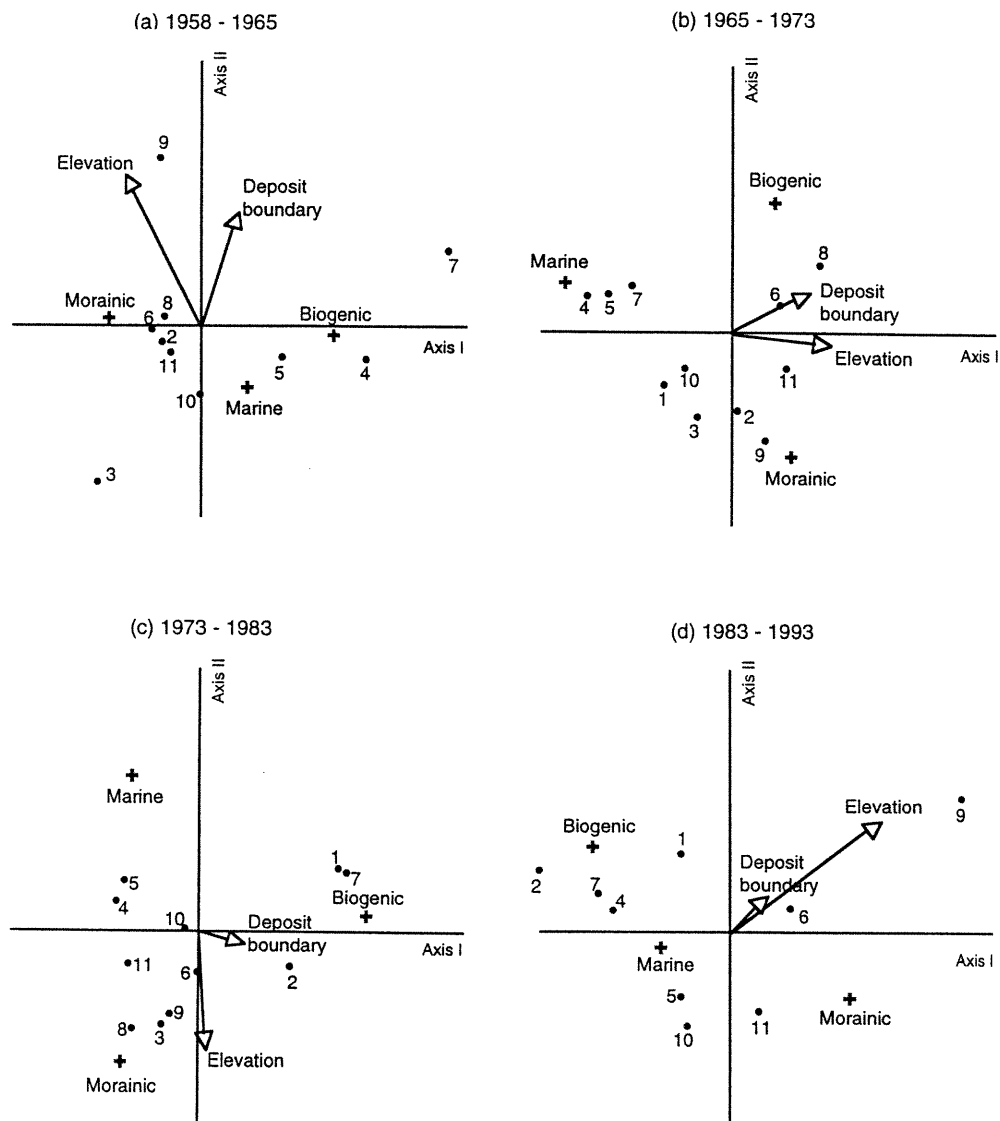 (a) 1958 - 1965
Axis II
9
Elevation
Deposit
boundary
7
Morainic
8
6
2
11
Biogenic
Axis I
5
4
10
Marine
3
(b) 1965 - 1973
Axis II
Biogenic
8
Marine
4
5
7
6
Deposit
boundary
Axis I
Elevation
10
1
11
3
2
9
Morainic
(c) 1973 - 1983
Axis II
Marine
5
4
1
7
Biogenic
10
Deposit
boundary
Axis I
11
6
2
9
8
3
Elevation
Morainic
(d) 1983 - 1993
Axis II
Elevation
9
Biogenic
1
Deposit
boundary
2
7
4
6
Marine
Axis I
5
10
11
Morainic